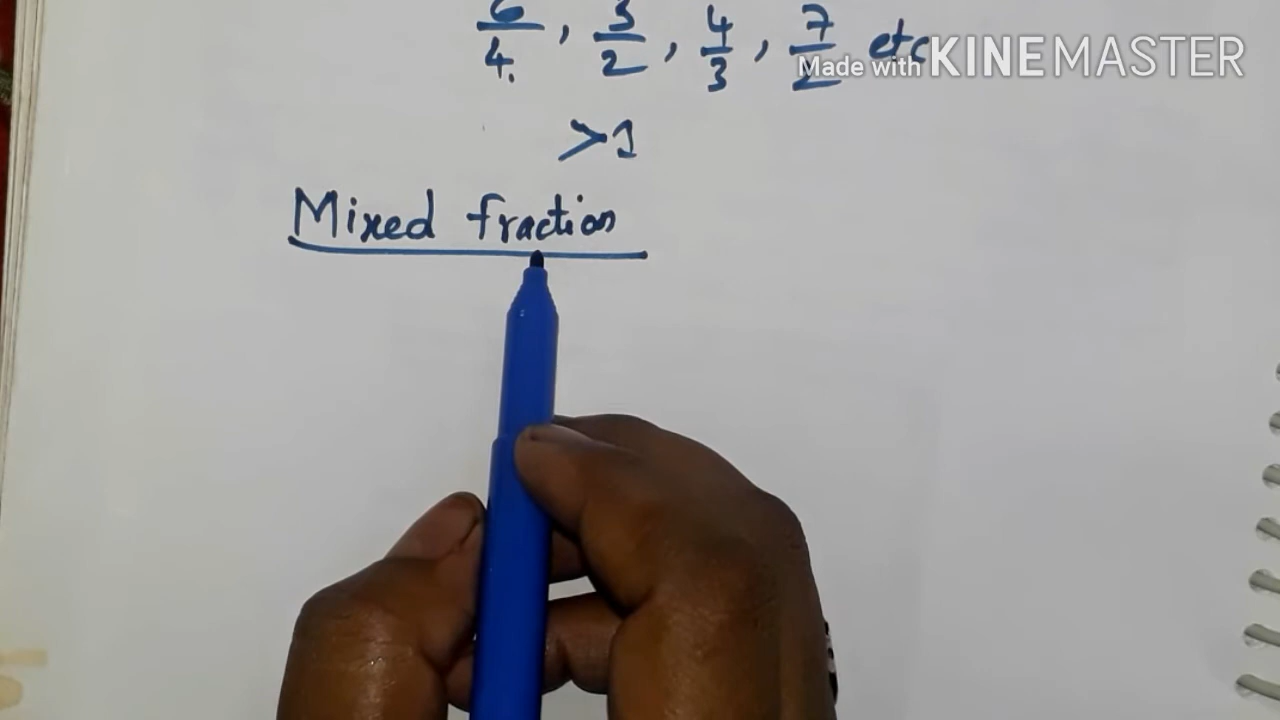 6/4, 3/2, 4/3, 7/2 etc
Made with KINEMASTER
>1
Mixed fraction